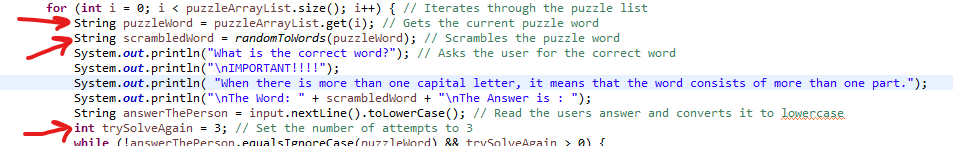 for (int i = 0; i < puzzleArrayList.size(); i++) { // Iterates through the puzzle list
String puzzleWord = puzzleArrayList.get(i); // Gets the current puzzle word
String scrambledWord = randomToWords(puzzleWord); // Scrambles the puzzle word
System.out.println("What is the correct word?"); // Asks the user for the correct word
System.out.println("\nIMPORTANT!!!!");
System.out.println( "When there is more than one capital letter, it means that the word consists of more than one part.");
System.out.println("\nThe Word: " + scrambledWord + "\nThe Answer is : ");
String answerThePerson = input.nextLine().toLowerCase(); // Read the users answer and converts it to lowercase
int trySolveAgain = 3; // Set the number of attempts to 3
while (!answerThePerson.equalsIgnoreCase(puzzleWord) && trySolveAgain > 0) {